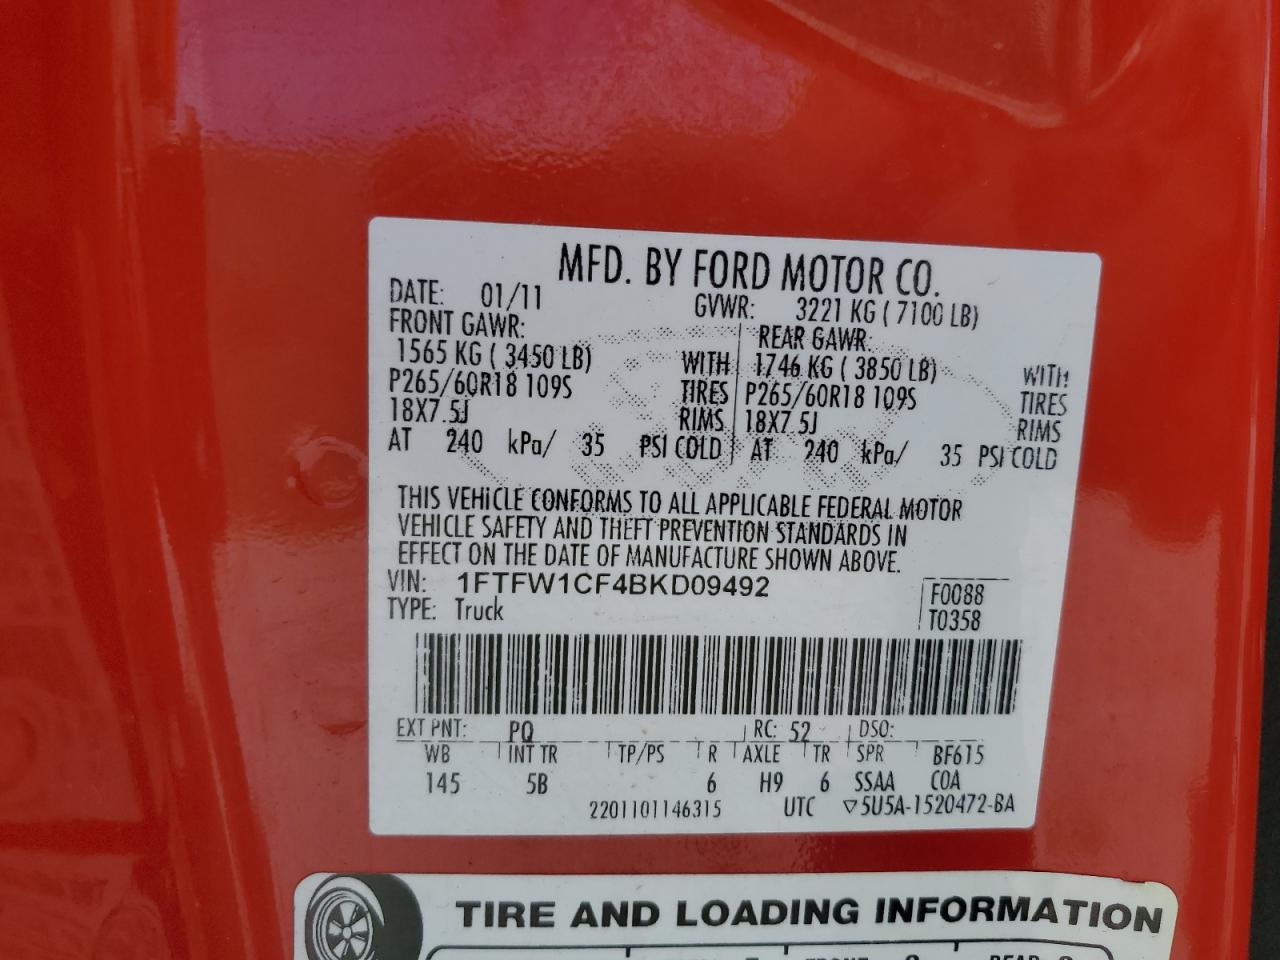 MFD. BY FORD MOTOR CO.
DATE: 01/11 GVWR: 3221 KG ( 7100 LB)
FRONT GAWR: REAR GAWR:
1565 KG ( 3450 LB) WITH 1746 KG ( 3850 LB) WITH
P265/60R18 109S TIRES P265/60R18 109S TIRES
18X7.5J RIMS 18X7.5J RIMS
AT 240 kPa/ 35 PSI COLD AT 240 kPa/ 35 PSI COLD
THIS VEHICLE CONFORMS TO ALL APPLICABLE FEDERAL MOTOR
VEHICLE SAFETY AND THEFT PREVENTION STANDARDS IN
EFFECT ON THE DATE OF MANUFACTURE SHOWN ABOVE.
VIN: 1FTFW1CF4BKD09492 F0088
TYPE: Truck T0358
EXT PNT: PQ RC: 52 DSO:
WB INT TR TP/PS R AXLE TR SPR BF615
145 5B 6 H9 6 SSAA COA
2201101146315 UTC ▽5U5A-1520472-BA
TIRE AND LOADING INFORMATION